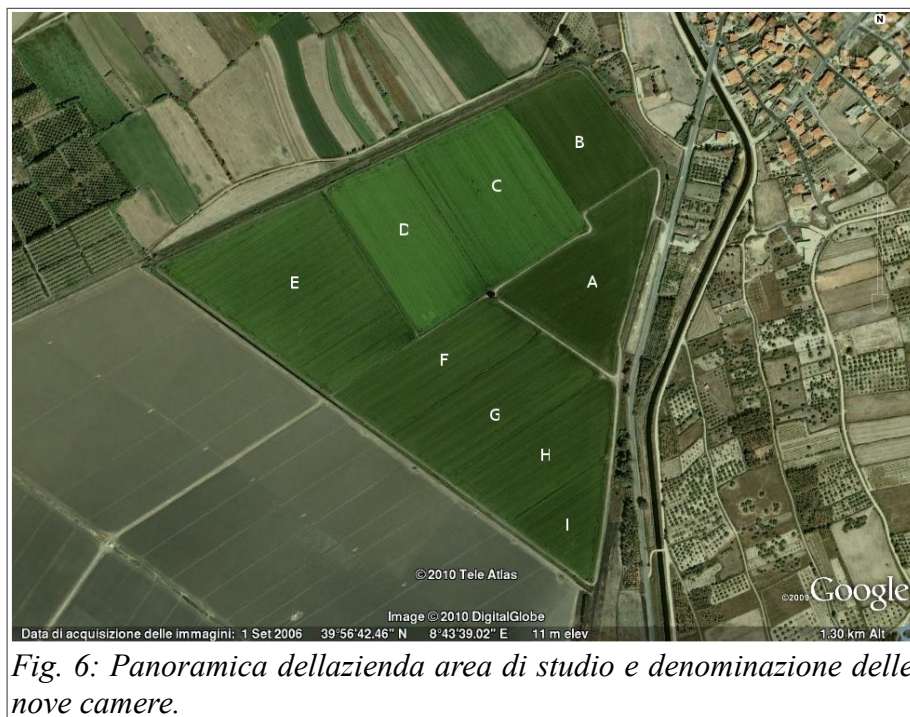 N
B
C
D
A
E
F
G
H
I
© 2010 Tele Atlas
©2009 Google
Image © 2010 DigitalGlobe
Data di acquisizione delle immagini: 1 Set 2006 39°56'42.46" N 8°43'39.02" E 11 m elev 1.30 km Alt
Fig. 6: Panoramica dellazienda area di studio e denominazione delle
nove camere.